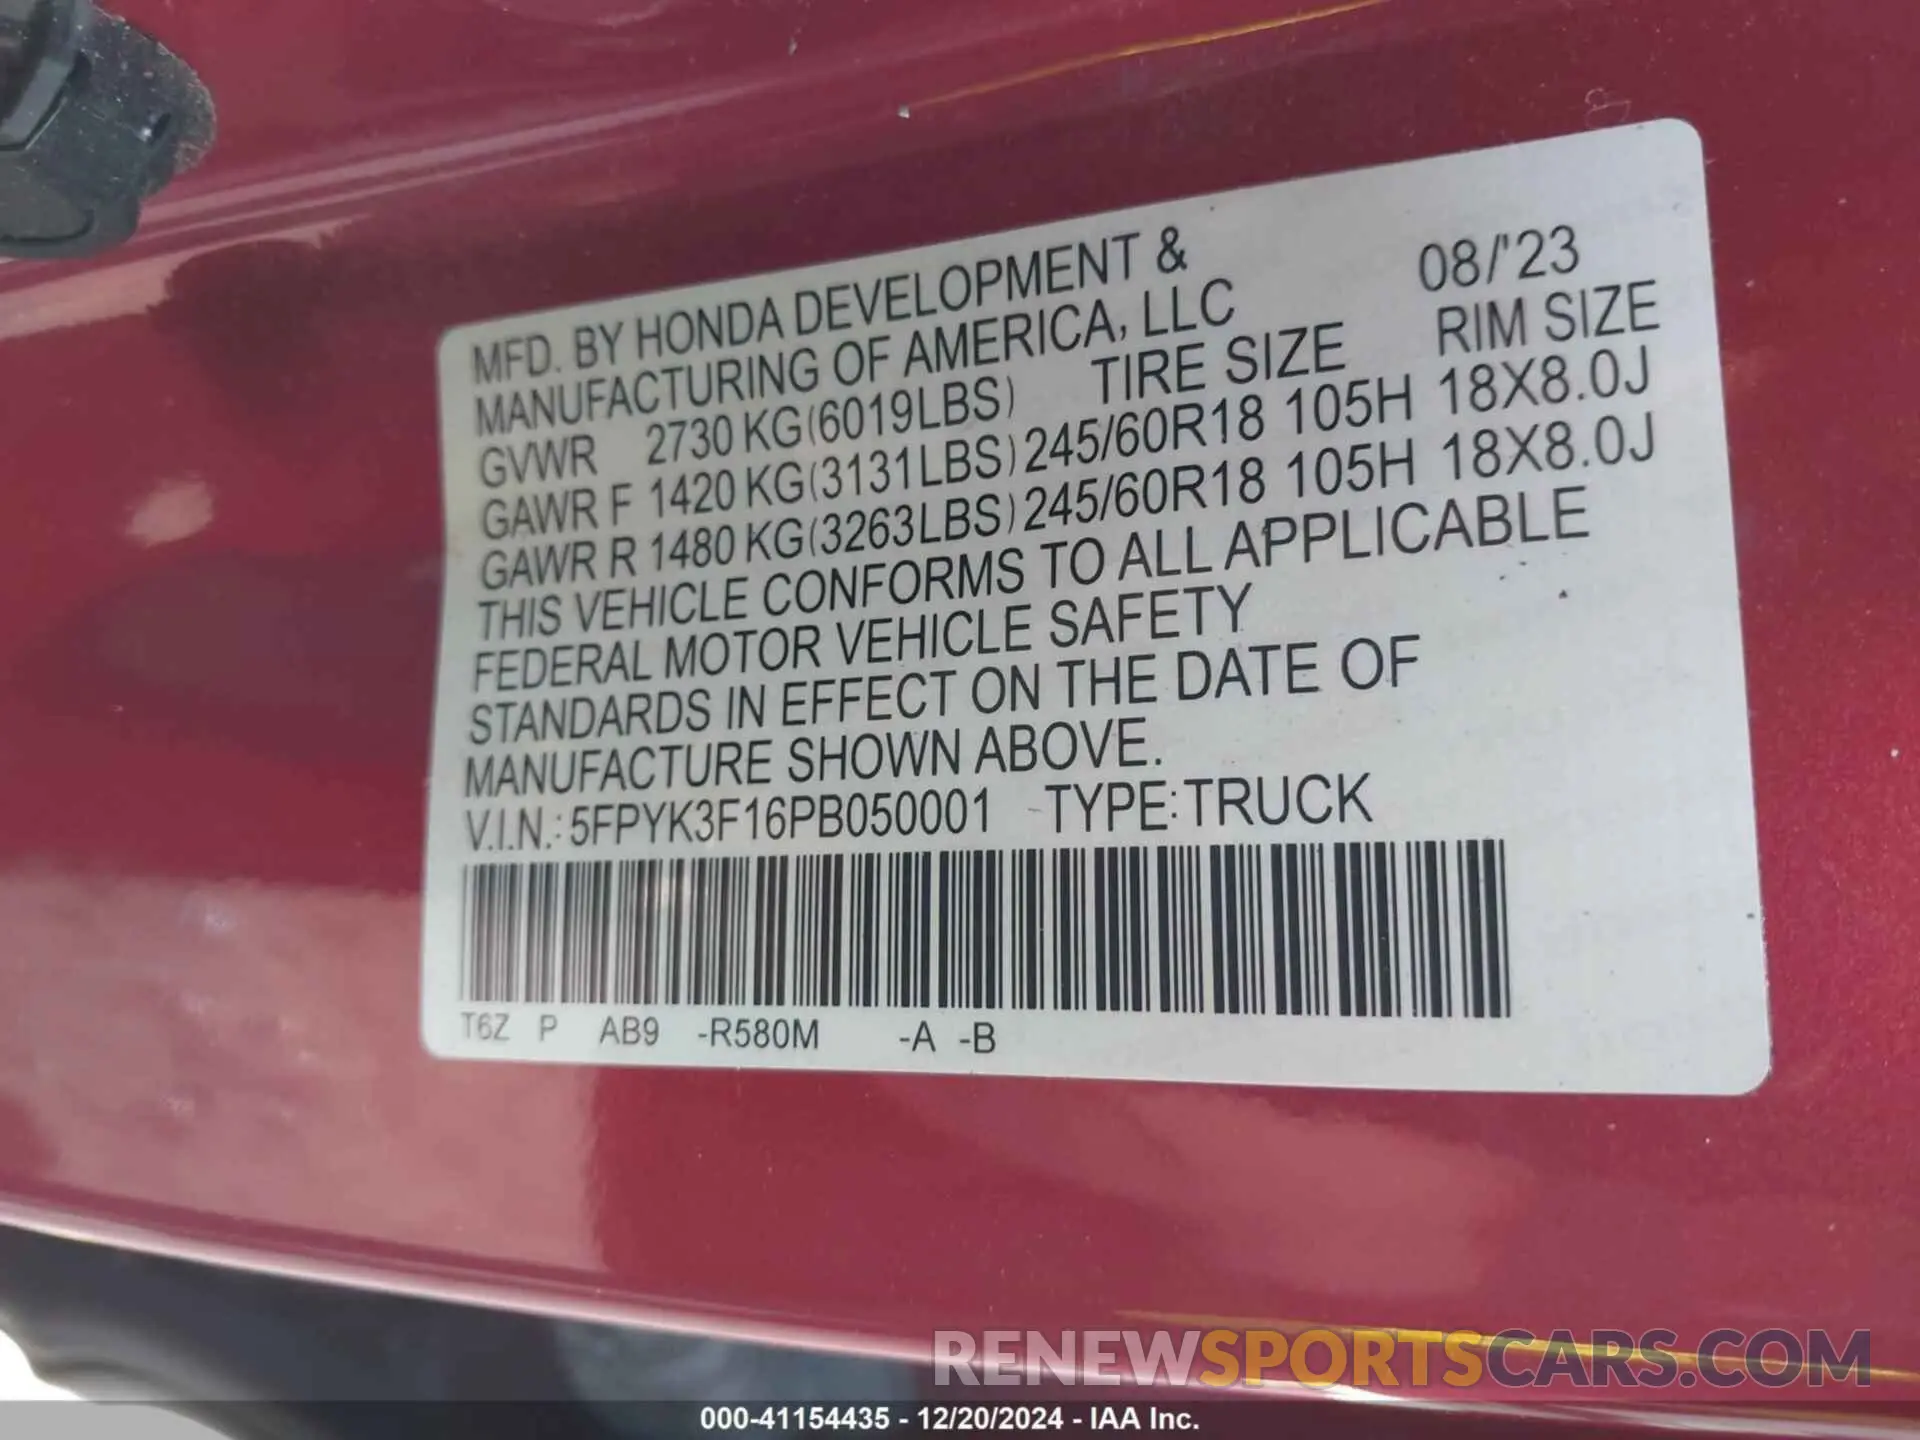 MFD. BY HONDA DEVELOPMENT &
MANUFACTURING OF AMERICA, LLC 08/'23
GVWR 2730 KG(6019LBS) TIRE SIZE RIM SIZE
GAWR F 1420 KG(3131LBS) 245/60R18 105H 18X8.0J
GAWR R 1480 KG(3263LBS) 245/60R18 105H 18X8.0J
THIS VEHICLE CONFORMS TO ALL APPLICABLE
FEDERAL MOTOR VEHICLE SAFETY
STANDARDS IN EFFECT ON THE DATE OF
MANUFACTURE SHOWN ABOVE.
V.I.N.: 5FPYK3F16PB050001 TYPE: TRUCK
T6Z P AB9 -R580M -A -B
RENEWSPORTSCARS.COM
000-41154435 - 12/20/2024 - IAA Inc.